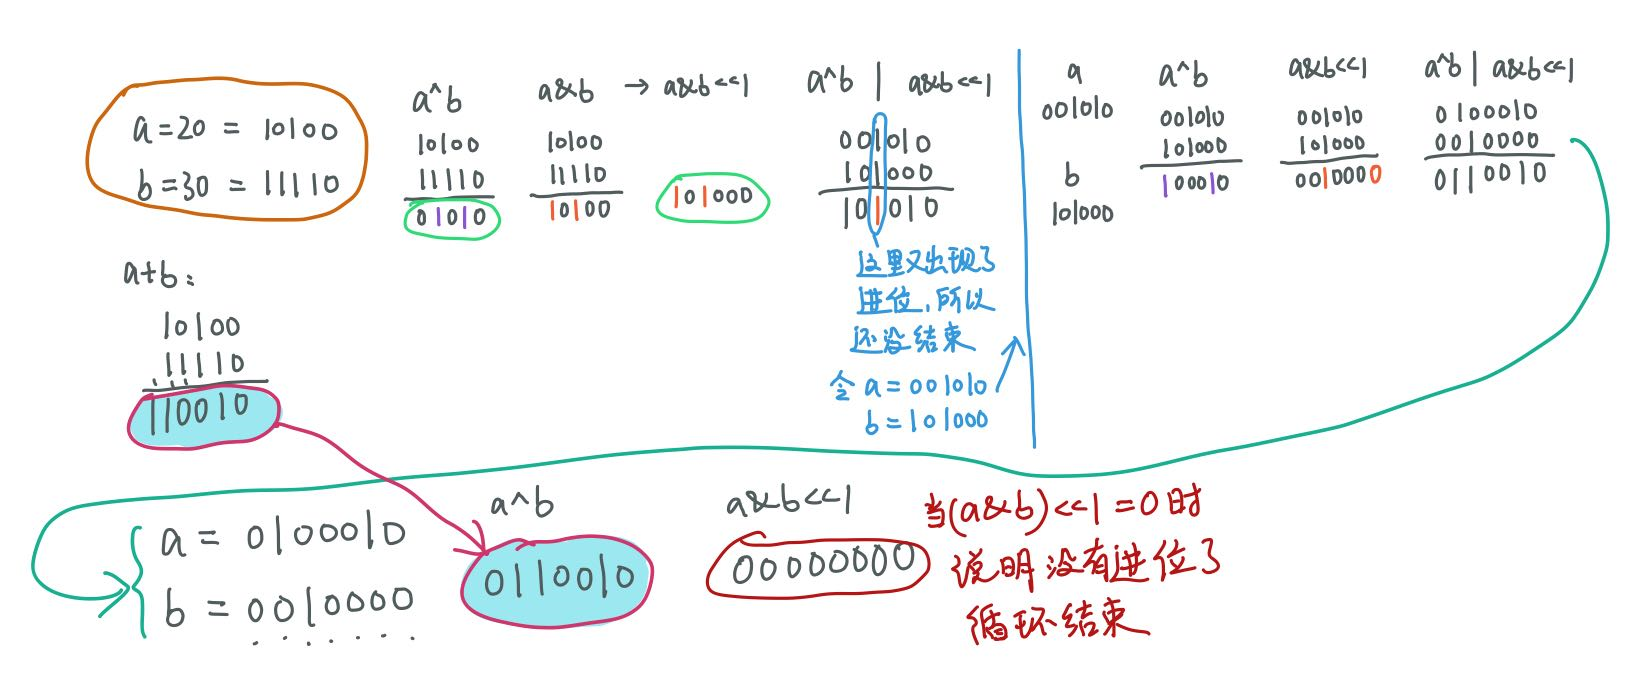 a=20 = 10100
b=30 = 11110
a^b
10100
11110
01010
a&b → a&b<<1
10100
11110
10100
101000
a^b | a&b<<1
001010
101000
101010
这里又出现了
进位,所以
还没结束
令 a = 001010
b = 101000
a+b:
10100
11110
110010
a
001010
b
101000
a^b
001010
101000
100010
a&b<<1
001010
101000
0010000
a^b | a&b<<1
0100010
0010000
0110010
a = 0100010
b = 0010000
a^b
0110010
a&b<<1
00000000
当(a&b)<<1=0时
说明没有进位了
循环结束